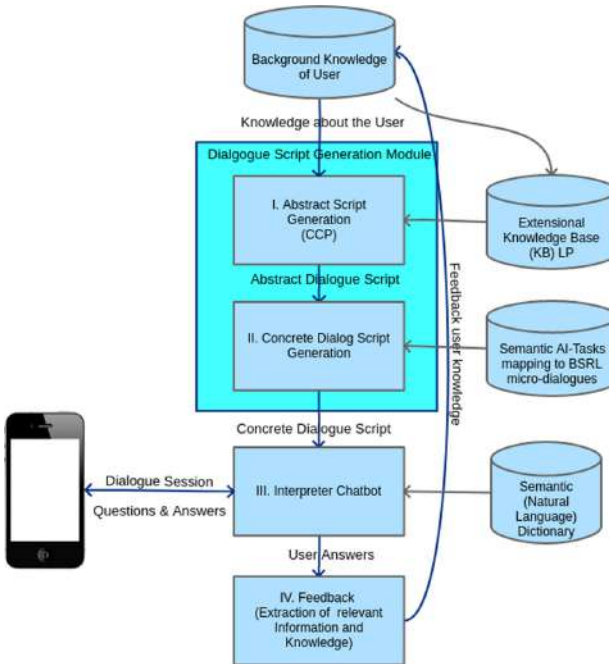 Background Knowledge
of User
Knowledge about the User
Dialgogue Script Generation Module
I. Abstract Script
Generation
(CCP)
Extensional
Knowledge Base
(KB) LP
Abstract Dialogue Script
II. Concrete Dialog Script
Generation
Semantic AI-Tasks
mapping to BSRL
micro-dialogues
Feedback user knowledge
Concrete Dialogue Script
Dialogue Session
Questions & Answers
III. Interpreter Chatbot
Semantic
(Natural
Language)
Dictionary
User Answers
IV. Feedback
(Extraction of relevant
Information and
Knowledge)